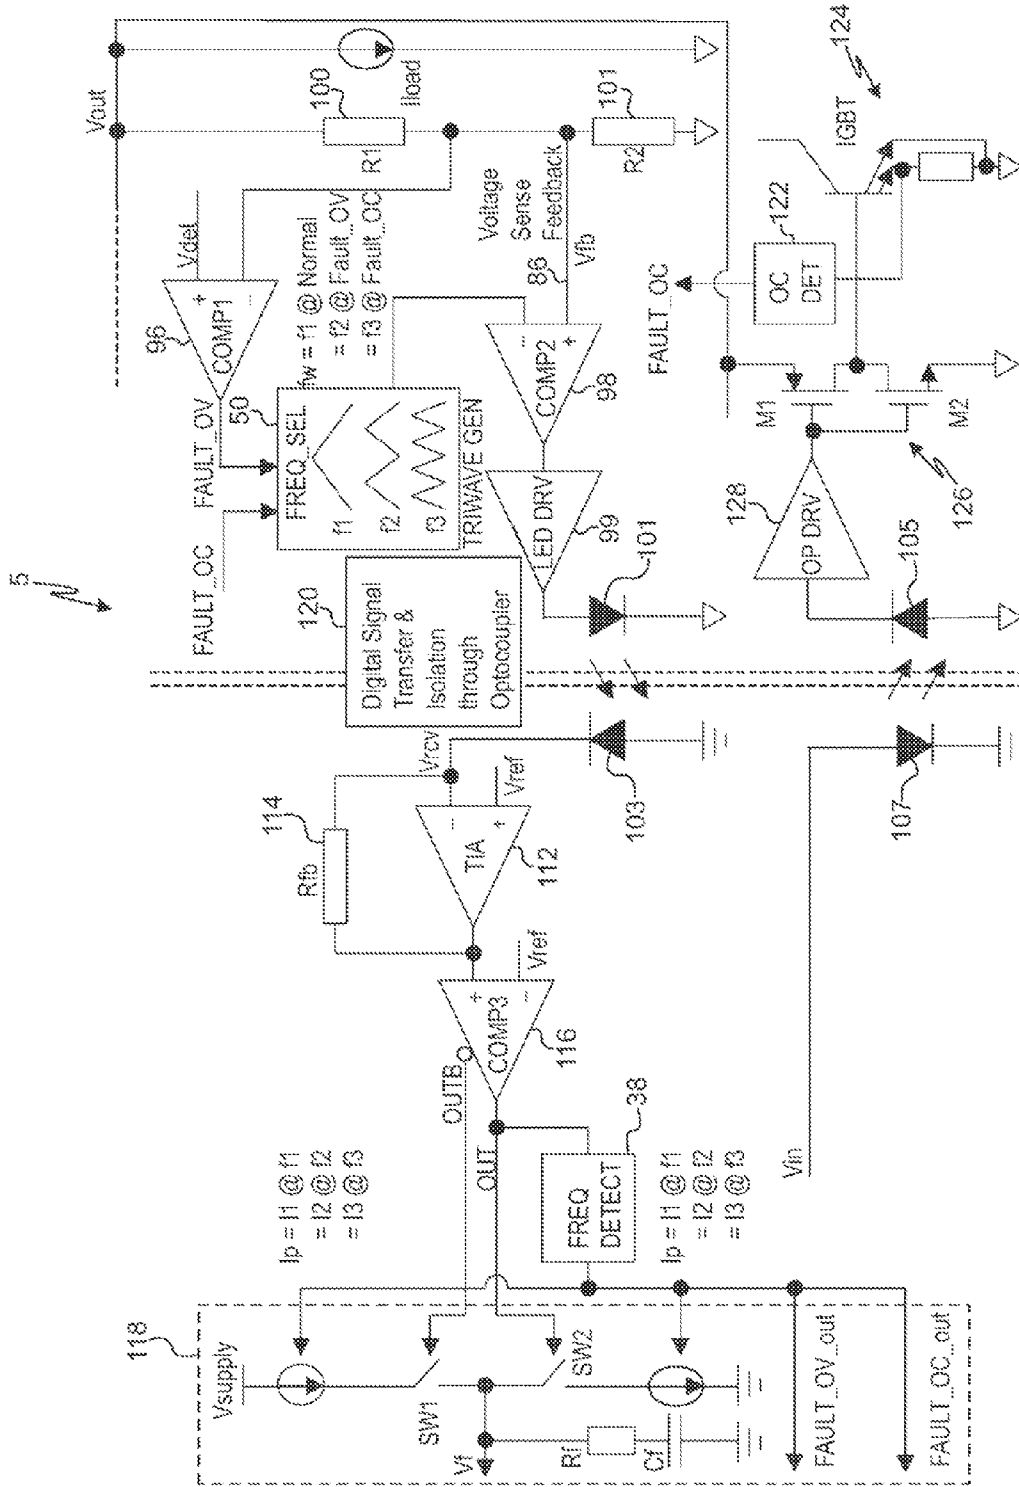 5
118
Vsupply
SW1
SW2
Vf
Rf
Cf
FAULT_OV_out
FAULT_OC_out
Ip = I1 @ f1
= I2 @ f2
= I3 @ f3
OUTB
OUT
FREQ
DETECT
38
Ip = I1 @ f1
= I2 @ f2
= I3 @ f3
Vin
COMP3
+
−
116
Vref
114
Rfb
TIA
−
+
112
Vrcv
Vref
103
107
120
Digital Signal
Transfer &
Isolation
through
Optocoupler
FAULT_OC
FAULT_OV
50
FREQ_SEL
f1
f2
f3
TRIWAVE GEN
fw = f1 @ Normal
= f2 @ Fault_OV
= f3 @ Fault_OC
96
COMP1
+
−
Vdet
Vout
100
R1
Iload
101
R2
Voltage
Sense
Feedback
86
Vfb
COMP2
−
+
98
LED DRV
99
101
105
OP DRV
128
126
M1
M2
FAULT_OC
OC
DET
122
IGBT
124